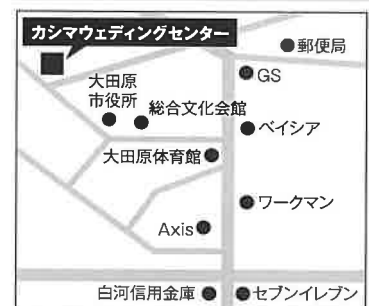 カシマウェディングセンター
郵便局
GS
大田原
市役所
総合文化会館
ベイシア
大田原体育館
ワークマン
Axis
白河信用金庫
セブンイレブン